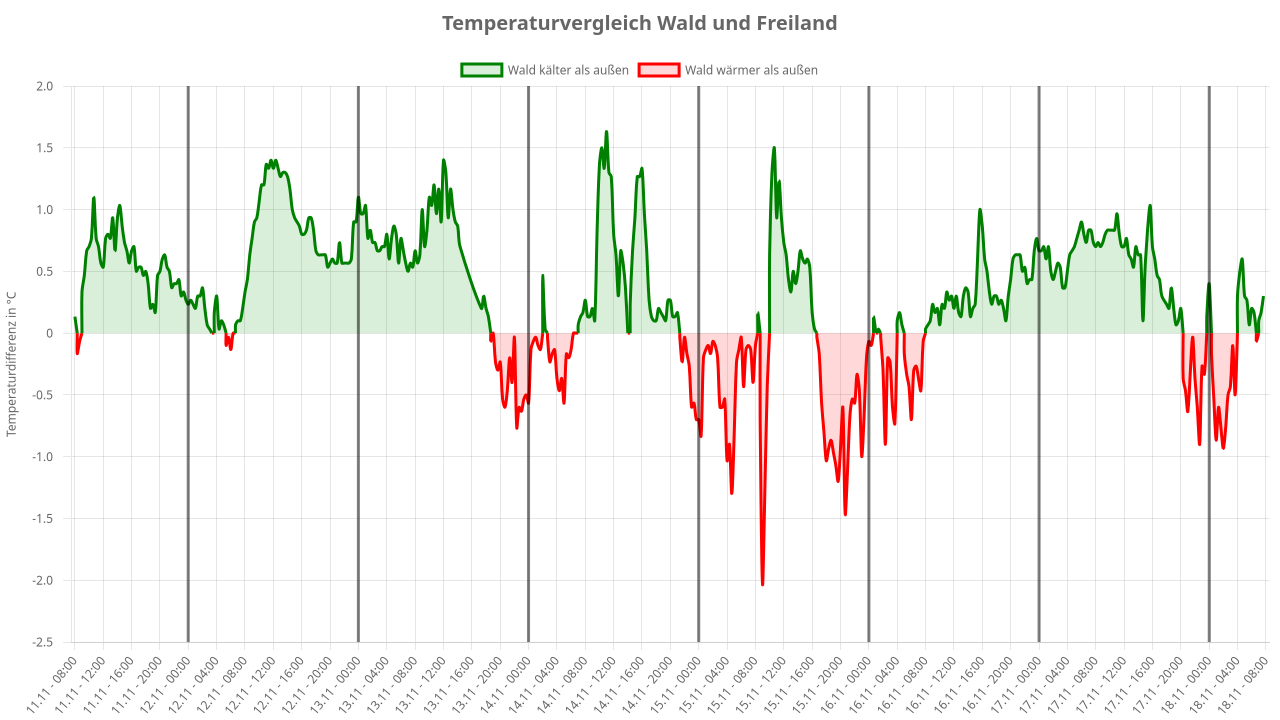 Temperaturvergleich Wald und Freiland
Wald kälter als außen
Wald wärmer als außen
Temperaturdifferenz in °C
2.0
1.5
1.0
0.5
0
-0.5
-1.0
-1.5
-2.0
-2.5
11.11 - 08:00
11.11 - 12:00
11.11 - 16:00
11.11 - 20:00
12.11 - 00:00
12.11 - 04:00
12.11 - 08:00
12.11 - 12:00
12.11 - 16:00
12.11 - 20:00
13.11 - 00:00
13.11 - 04:00
13.11 - 08:00
13.11 - 12:00
13.11 - 16:00
13.11 - 20:00
14.11 - 00:00
14.11 - 04:00
14.11 - 08:00
14.11 - 12:00
14.11 - 16:00
14.11 - 20:00
15.11 - 00:00
15.11 - 04:00
15.11 - 08:00
15.11 - 12:00
15.11 - 16:00
15.11 - 20:00
16.11 - 00:00
16.11 - 04:00
16.11 - 08:00
16.11 - 12:00
16.11 - 16:00
16.11 - 20:00
17.11 - 00:00
17.11 - 04:00
17.11 - 08:00
17.11 - 12:00
17.11 - 16:00
17.11 - 20:00
18.11 - 00:00
18.11 - 04:00
18.11 - 08:00